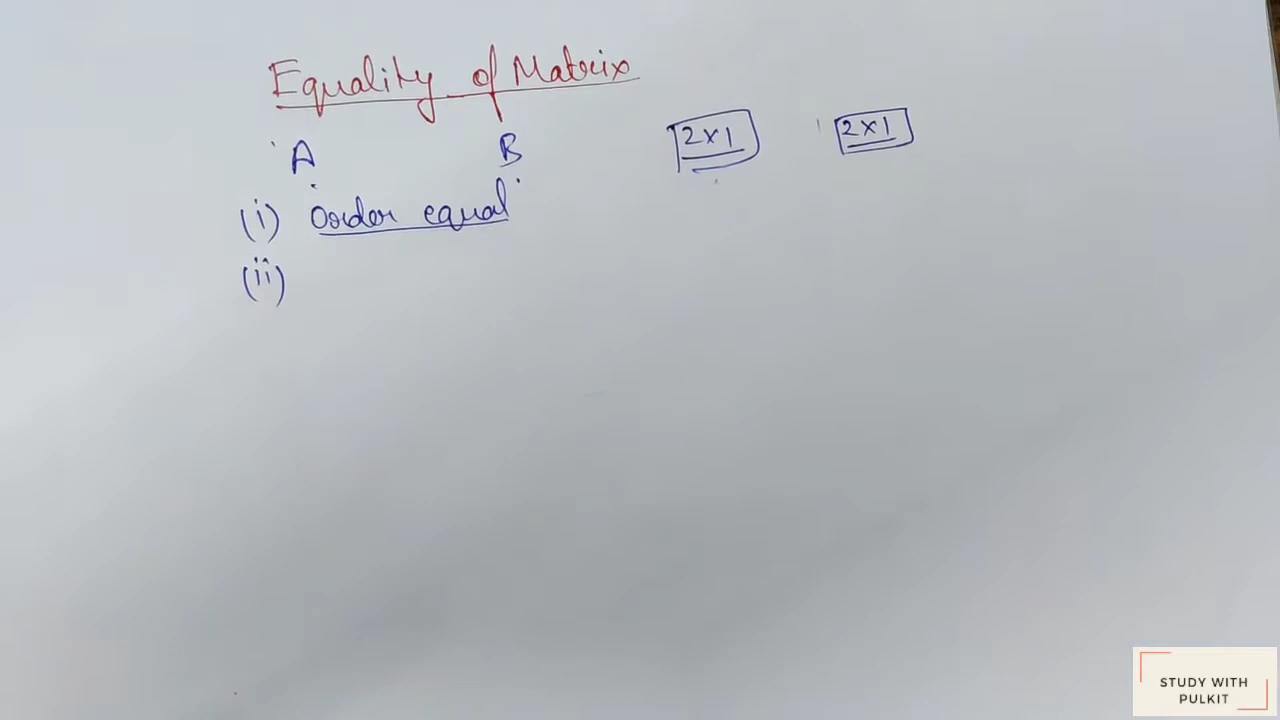 Equality of Matrix
A B 2x1 2x1
(i) Order equal
(ii)
STUDY WITH
PULKIT